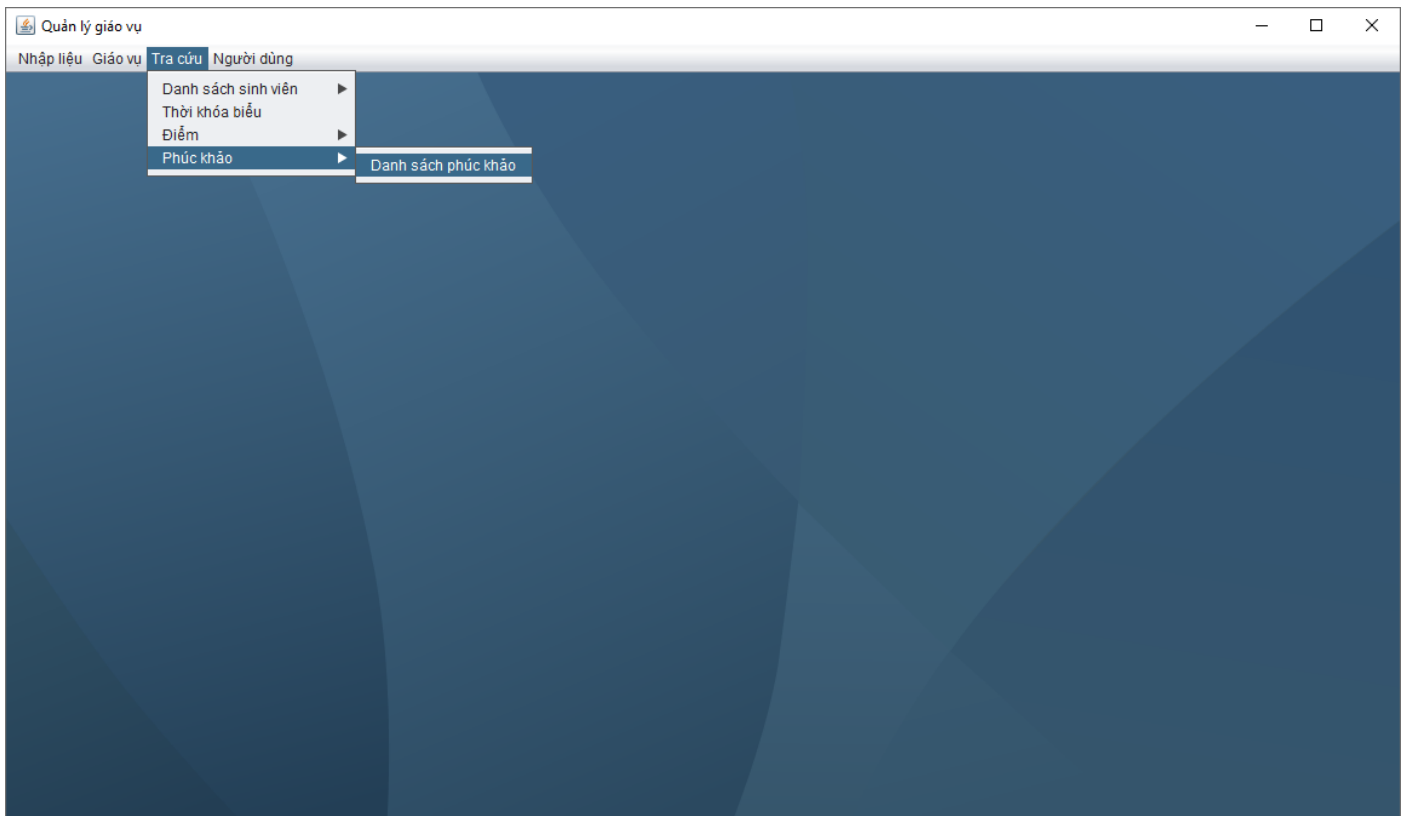 Quản lý giáo vụ
Nhập liệu Giáo vụ Tra cứu Người dùng
Danh sách sinh viên
Thời khóa biểu
Điểm
Phúc khảo
Danh sách phúc khảo